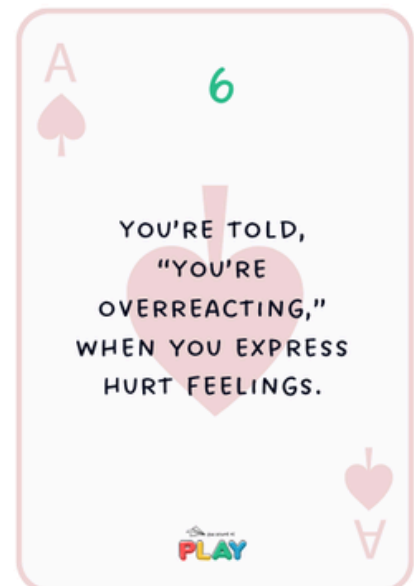 A
6
YOU'RE TOLD,
“YOU'RE
OVERREACTING,”
WHEN YOU EXPRESS
HURT FEELINGS.
PLAY
A